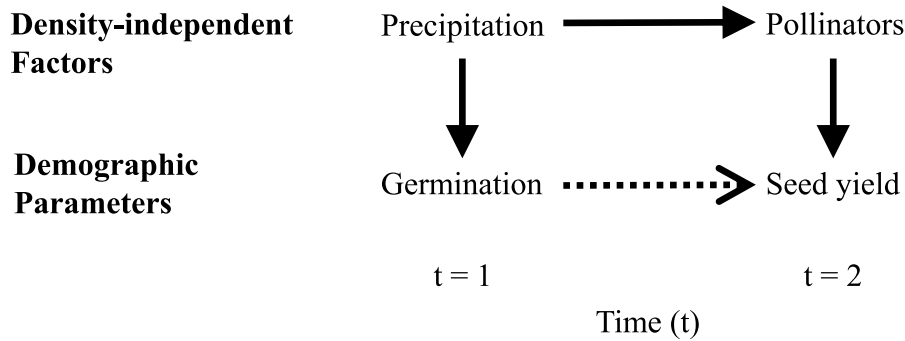 Density-independent
Factors
Precipitation
Pollinators
Demographic
Parameters
Germination
Seed yield
t = 1
t = 2
Time (t)